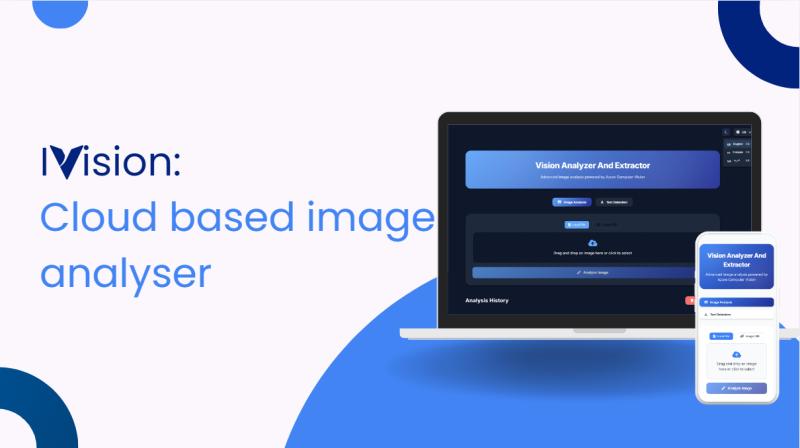 IVision:
Cloud based image
analyser
Vision Analyzer And Extractor
Advanced image analysis powered by Azure Computer Vision
Image Analysis
Text Detection
Drag and drop an image here or click to select
Analyze Image
Analysis History
Vision Analyzer And
Extractor
Advanced image analysis powered by
Azure Computer Vision
Image Analysis
Text Detection
Local File
Image URL
Drag and drop an image
here or click to select
Analyze Image